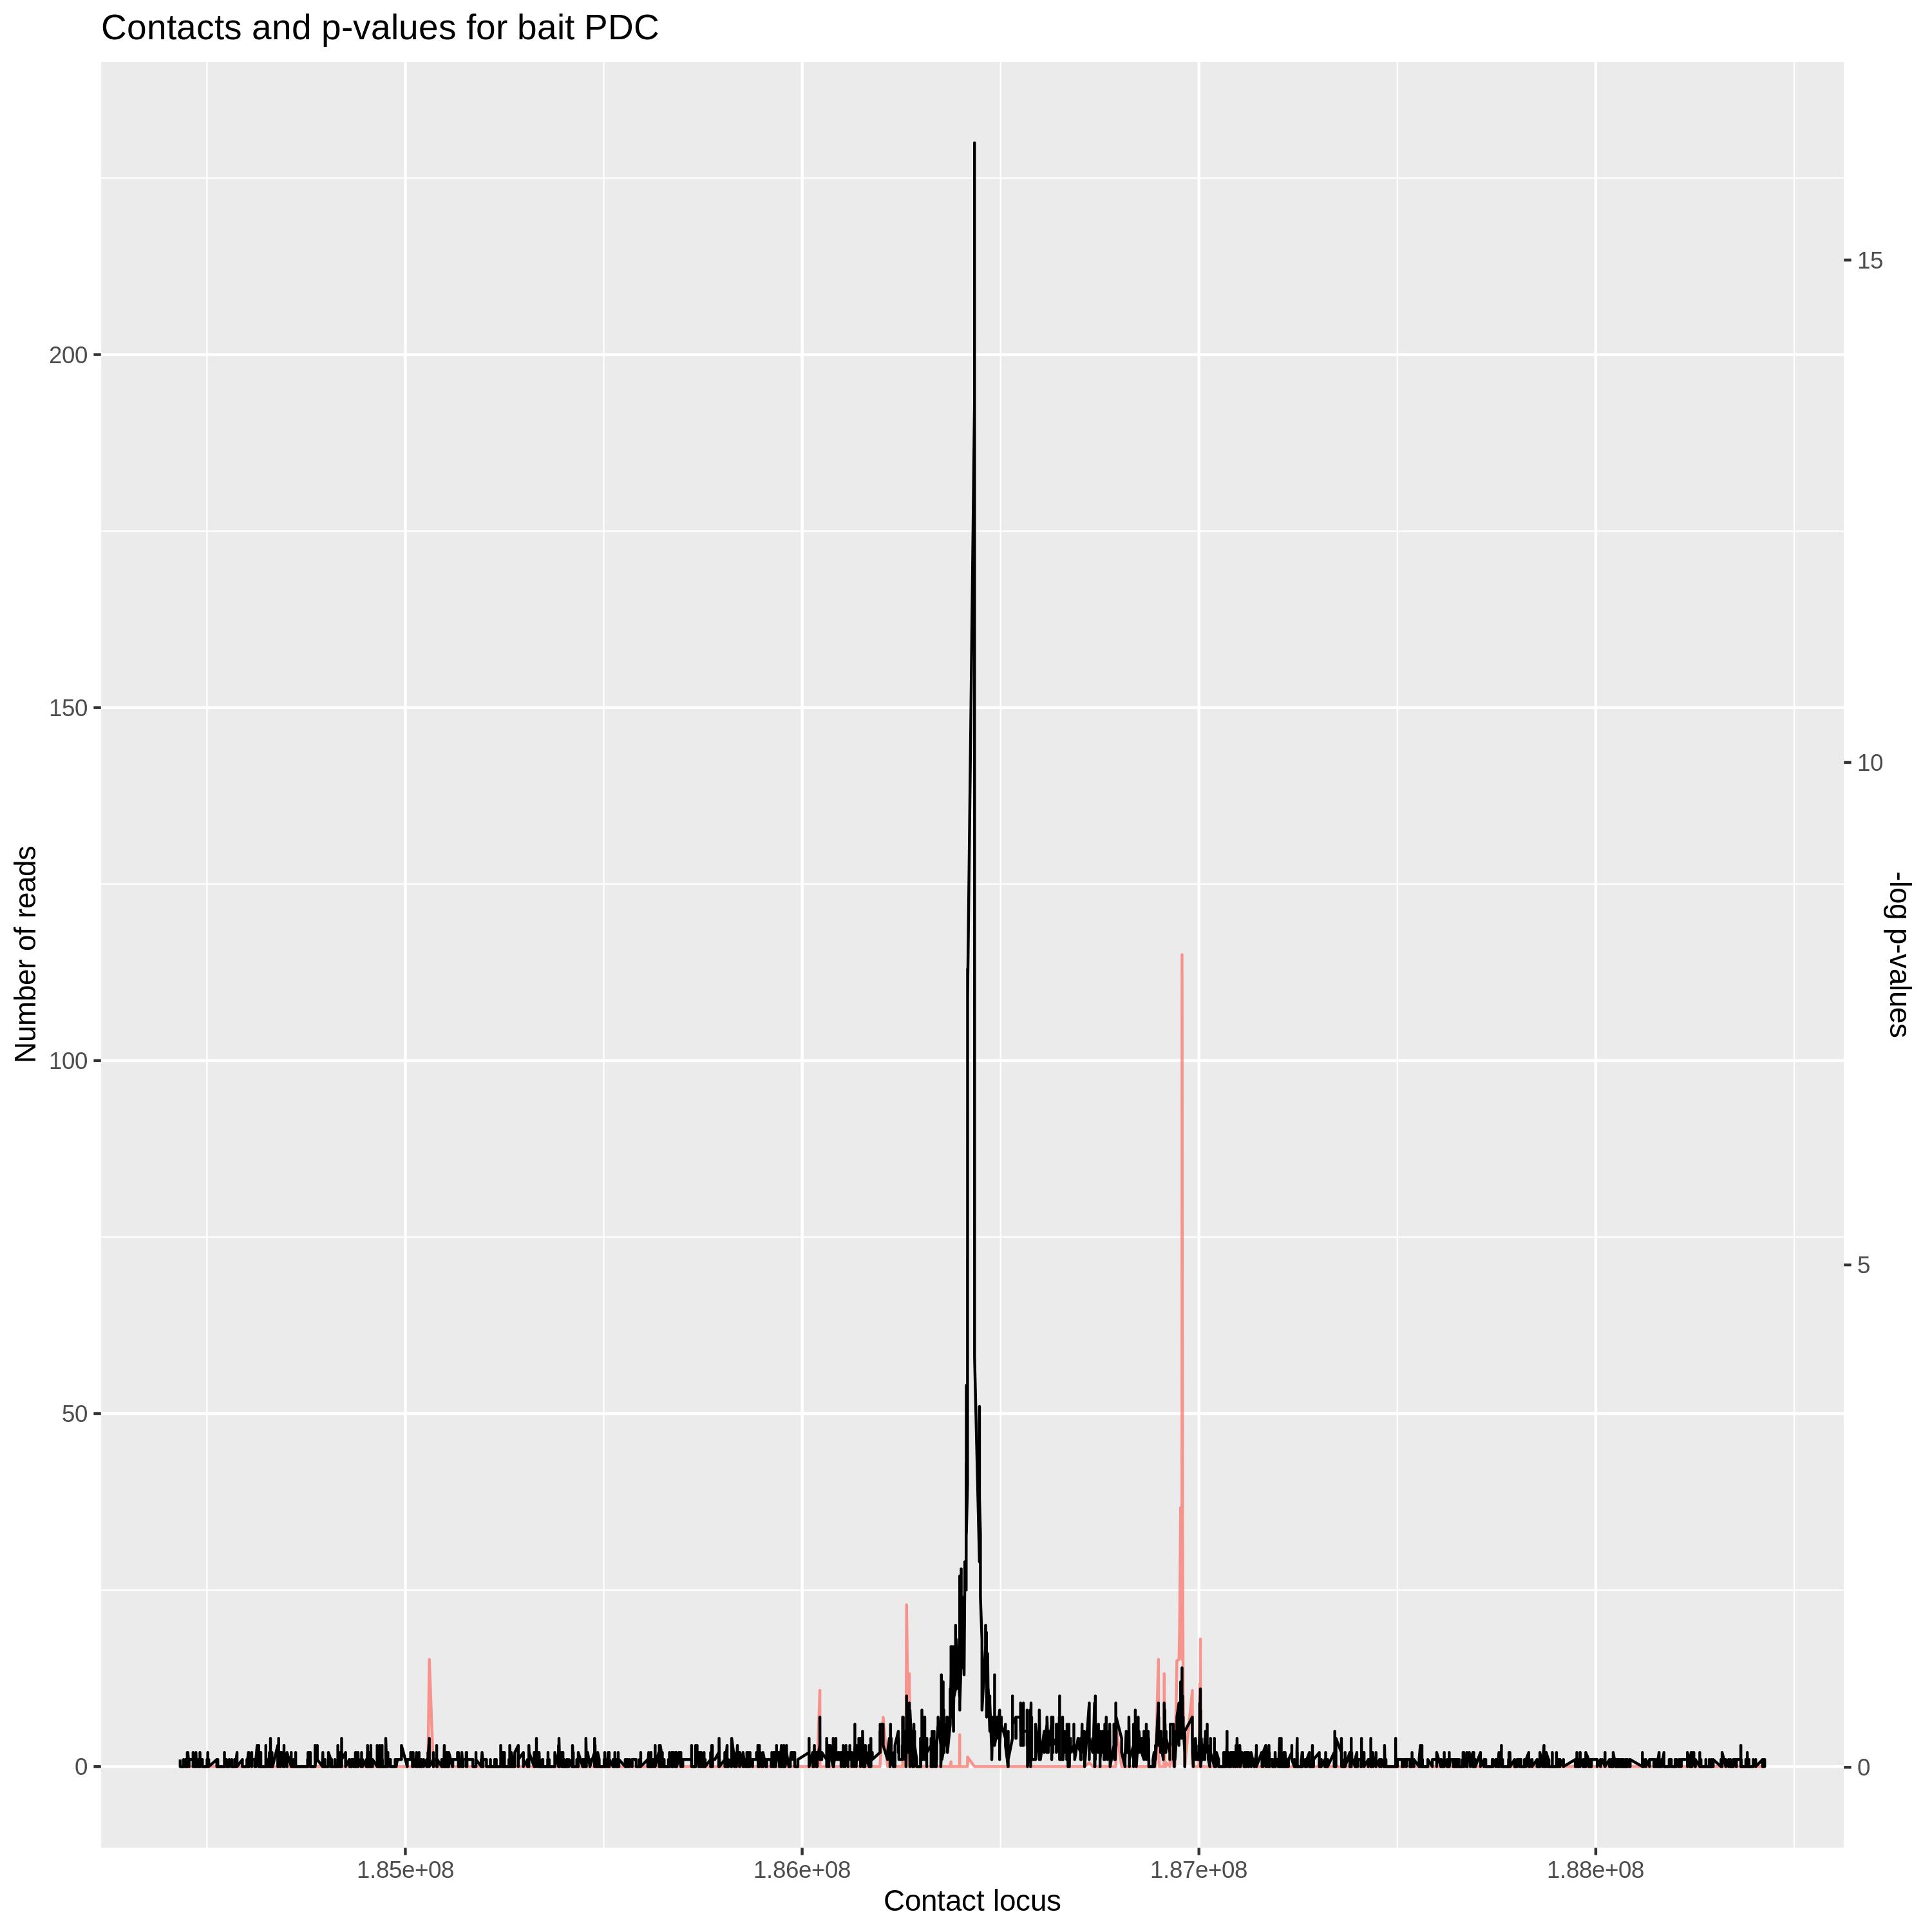 Contacts and p-values for bait PDC
Number of reads
200
150
100
50
0
15
10
5
0
-log p-values
1.85e+08 1.86e+08 1.87e+08 1.88e+08
Contact locus